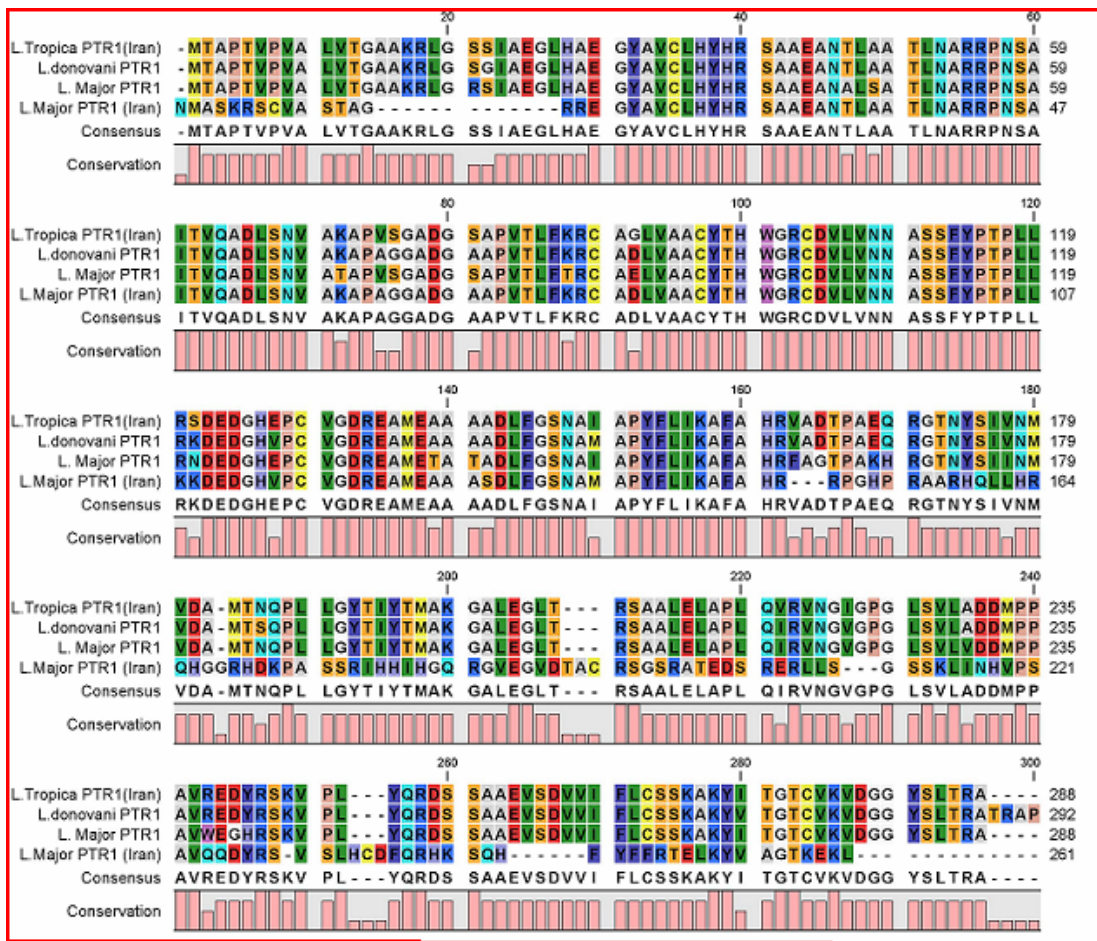 20 40 60
L.Tropica PTR1(Iran) -MTAPTVPVA LVTGAAKRLG SSIAEGLHAE GYAVCLHYHR SAAEANTLAA TLNARRPNSA 59
L.donovani PTR1 -MTAPTVPVA LVTGAAKRLG SGIAEGLHAE GYAVCLHYHR SAAEANTLAA TLNARRPNSA 59
L. Major PTR1 -MTAPTVPVA LVTGAAKRLG RSIAEGLHAE GYAVCLHYHR SAAEANALSA TLNARRPNSA 59
L.Major PTR1 (Iran) NMASKRSCVA STAG------ -------RRE GYAVCLHYHR SAAEANTLAA TLNARRPNSA 47
Consensus -MTAPTVPVA LVTGAAKRLG SSIAEGLHAE GYAVCLHYHR SAAEANTLAA TLNARRPNSA
Conservation
80 100 120
L.Tropica PTR1(Iran) ITVQADLSNV AKAPVSGADG SAPVTLFKRC AGLVAACYTH WGRCDVLVNN ASSFYPTPLL 119
L.donovani PTR1 ITVQADLSNV AKAPAGGADG AAPVTLFKRC ADLVAACYTH WGRCDVLVNN ASSFYPTPLL 119
L. Major PTR1 ITVQADLSNV ATAPVSGADG SAPVTLFTRC AELVAACYTH WGRCDVLVNN ASSFYPTPLL 119
L.Major PTR1 (Iran) ITVQADLSNV AKAPAGGADG AAPVTLFKRC ADLVAACYTH WGRCDVLVNN ASSFYPTPLL 107
Consensus ITVQADLSNV AKAPAGGADG AAPVTLFKRC ADLVAACYTH WGRCDVLVNN ASSFYPTPLL
Conservation
140 160 180
L.Tropica PTR1(Iran) RSDEDGHEPC VGDREAMEAA AADLFGSNAI APYFLIKAFA HRVADTPAEQ RGTNYSIVNM 179
L.donovani PTR1 RKDEDGHVPC VGDREAMEAA AADLFGSNAM APYFLIKAFA HRVADTPAEQ RGTNYSIVNM 179
L. Major PTR1 RNDEDGHEPC VGDREAMETA TADLFGSNAI APYFLIKAFA HRFAGTPAKH RGTNYSIINM 179
L.Major PTR1 (Iran) KKDEDGHVPC VGDREAMEAA ASDLFGSNAM APYFLIKAFA HR---RPGHP RAARHQLLHR 164
Consensus RKDEDGHEPC VGDREAMEAA AADLFGSNAI APYFLIKAFA HRVADTPAEQ RGTNYSIVNM
Conservation
200 220 240
L.Tropica PTR1(Iran) VDA-MTNQPL LGYTIYTMAK GALEGLT--- RSAALELAPL QVRVNGIGPG LSVLADDMPP 235
L.donovani PTR1 VDA-MTSQPL LGYTIYTMAK GALEGLT--- RSAALELAPL QIRVNGVGPG LSVLADDMPP 235
L. Major PTR1 VDA-MTNQPL LGYTIYTMAK GALEGLT--- RSAALELAPL QIRVNGVGPG LSVLVDDMPP 235
L.Major PTR1 (Iran) QHGGRHDKPA SSRIHHIHGQ RGVEGVDTAC RSGSRATEDS RERLLS---G SSKLINHVPS 221
Consensus VDA-MTNQPL LGYTIYTMAK GALEGLT--- RSAALELAPL QIRVNGVGPG LSVLADDMPP
Conservation
260 280 300
L.Tropica PTR1(Iran) AVREDYRSKV PL---YQRDS SAAEVSDVVI FLCSSKAKYI TGTCVKVDGG YSLTRA---- 288
L.donovani PTR1 AVREDYRSKV PL---YQRDS SAAEVSDVVI FLCSSKAKYI TGTCVKVDGG YSLTRATRAP 292
L. Major PTR1 AVWEGHRSKV PL---YQRDS SAAEVSDVVI FLCSSKAKYI TGTCVKVDGG YSLTRA---- 288
L.Major PTR1 (Iran) AVQQDYRS-V SLHCDFQRHK SQH------F YFFRTELKYV AGTKEKL--- ---------- 261
Consensus AVREDYRSKV PL---YQRDS SAAEVSDVVI FLCSSKAKYI TGTCVKVDGG YSLTRA----
Conservation